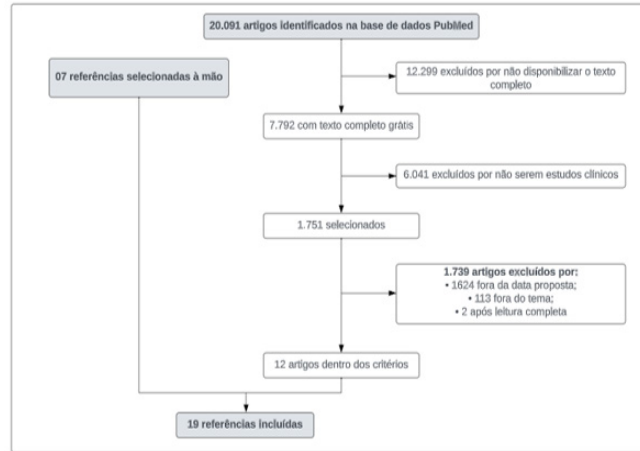 20.091 artigos identificados na base de dados PubMed
07 referências selecionadas à mão
12.299 excluídos por não disponibilizar o texto
completo
7.792 com texto completo grátis
6.041 excluídos por não serem estudos clínicos
1.751 selecionados
1.739 artigos excluídos por:
• 1624 fora da data proposta;
• 113 fora do tema;
• 2 após leitura completa
12 artigos dentro dos critérios
19 referências incluídas